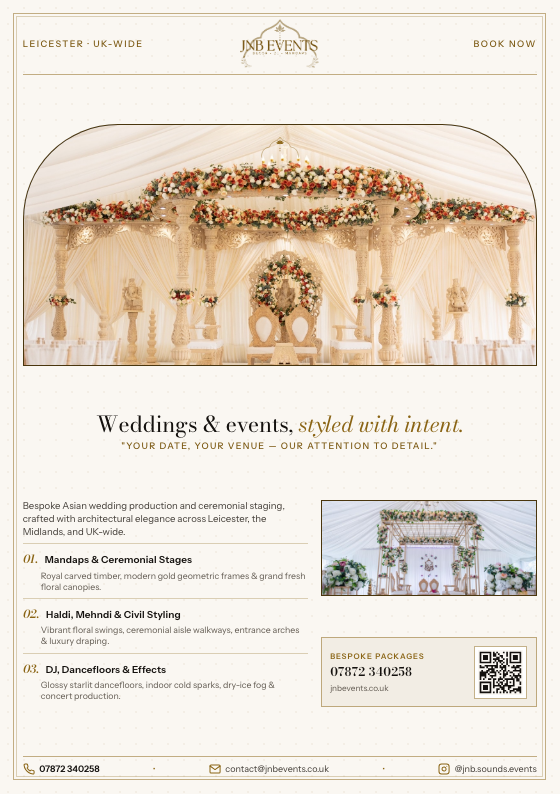 LEICESTER · UK-WIDE
JNB EVENTS
BOOK NOW
Weddings & events, styled with intent.
"YOUR DATE, YOUR VENUE — OUR ATTENTION TO DETAIL."
Bespoke Asian wedding production and ceremonial staging,
crafted with architectural elegance across Leicester, the
Midlands, and UK-wide.
01. Mandaps & Ceremonial Stages
Royal carved timber, modern gold geometric frames & grand fresh
floral canopies.
02. Haldi, Mehndi & Civil Styling
Vibrant floral swings, ceremonial aisle walkways, entrance arches
& luxury draping.
03. DJ, Dancefloors & Effects
Glossy starlit dancefloors, indoor cold sparks, dry-ice fog &
concert production.
BESPOKE PACKAGES
07872 340258
jnbevents.co.uk
07872 340258 · contact@jnbevents.co.uk · @jnb.sounds.events